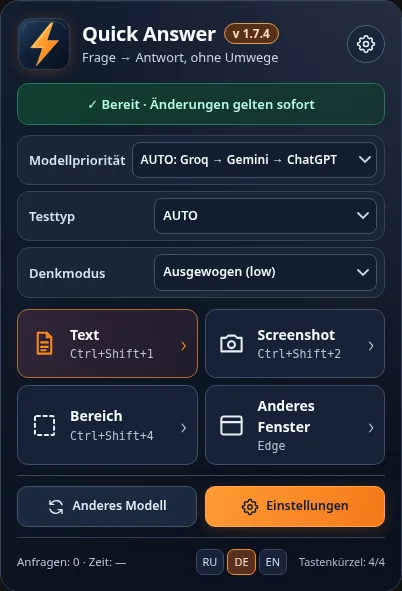 Quick Answer v 1.7.4
Frage → Antwort, ohne Umwege
✓ Bereit · Änderungen gelten sofort
Modellpriorität AUTO: Groq → Gemini → ChatGPT
Testtyp AUTO
Denkmodus Ausgewogen (low)
Text
Ctrl+Shift+1
Screenshot
Ctrl+Shift+2
Bereich
Ctrl+Shift+4
Anderes
Fenster
Edge
Anderes Modell
Einstellungen
Anfragen: 0 · Zeit: — RU DE EN Tastenkürzel: 4/4